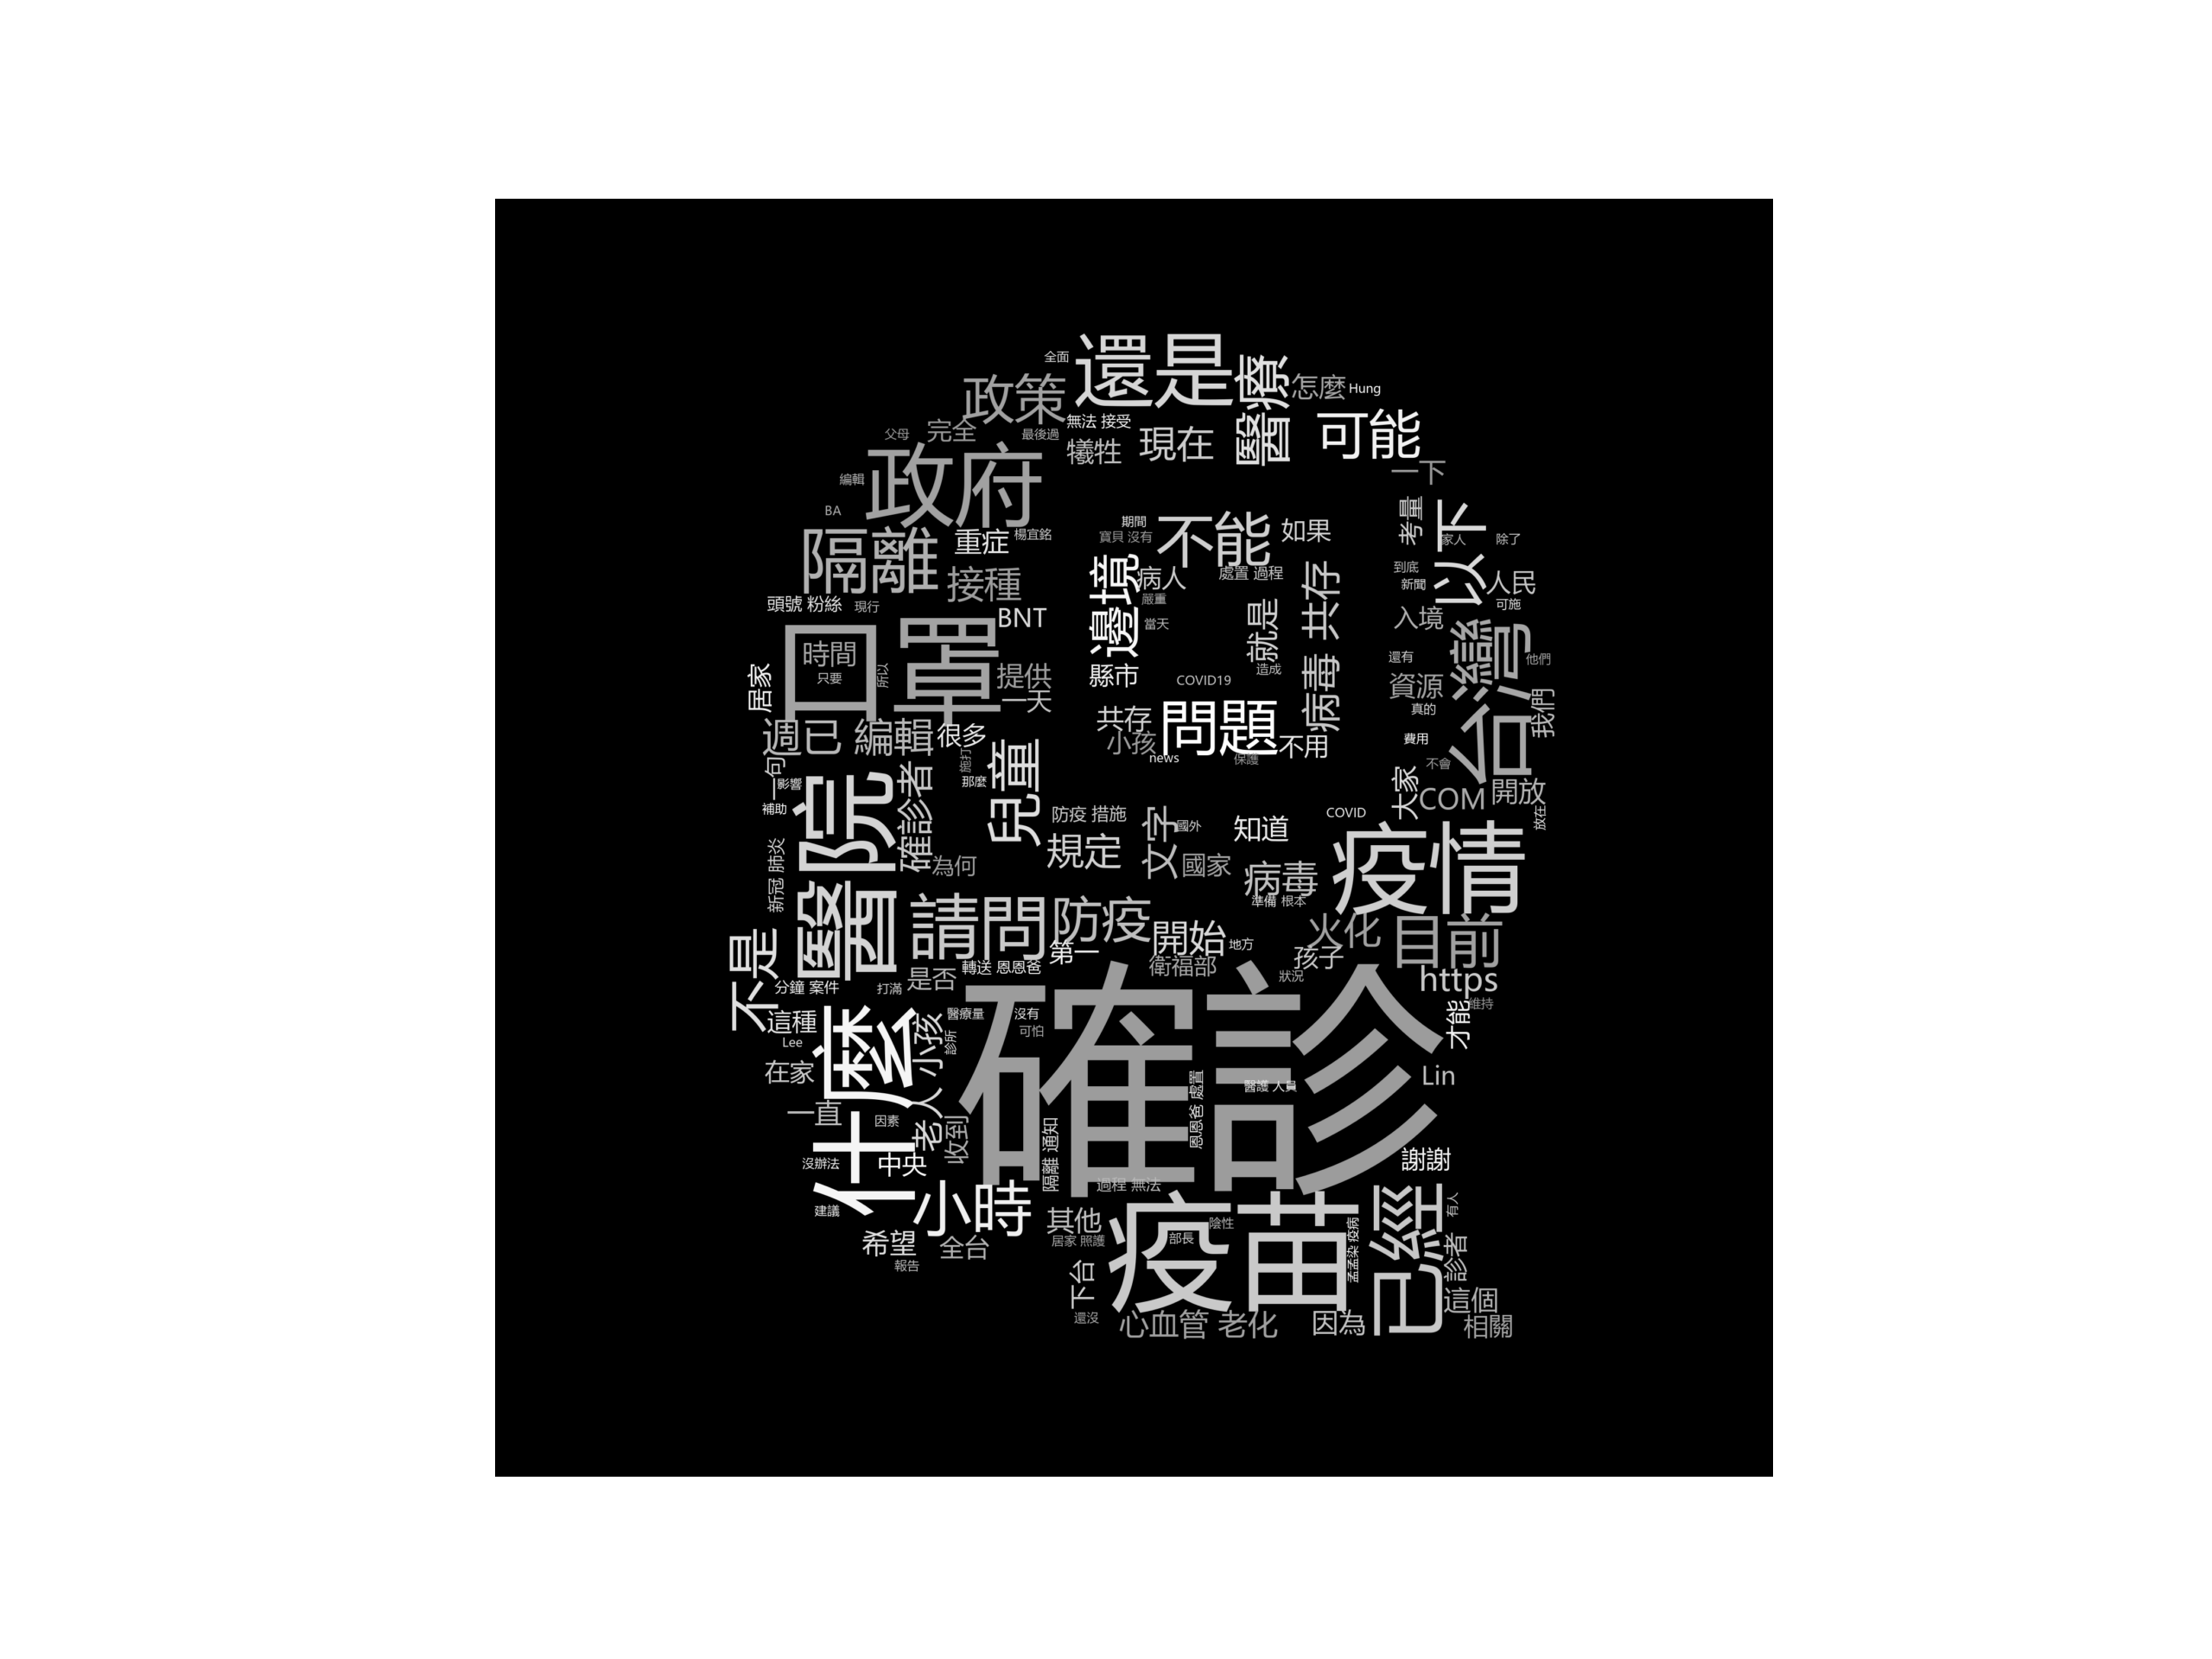 全面
還是
醫療
怎麼
Hung
政策
無法 接受
可能
父母
完全
最後過
犧牲
現在
一下
政府
編輯
BA
考量
以下
期間
不能
如果
隔離
重症
楊宜銘
寶貝 沒有
家人
除了
邊境
病人
處置 過程
共存
病毒
到底
新聞
人民
接種
嚴重
就是
可施
頭號 粉絲
現行
BNT
當天
入境
台灣
口罩
時間
只要
所以
提供
縣市
造成
COVID19
還有
他們
居家
一天
資源
真的
我們
週已 編輯
很多
共存
小孩
問題
不用
費用
news
保護
不會
一句
影響
補助
醫院
確診者
施打
那麼
兒童
大家
COM
開放
放在
防疫 措施
文字
國外
知道
COVID
新冠 肺炎
為何
規定
國家
病毒
疫情
準備 根本
請問
防疫
第一
開始
地方
火化
目前
不是
衛福部
孩子
分鐘 案件
打滿
是否
轉送 恩恩爸
狀況
https
維持
這種
Lee
什麼
老人 小孩
診所
醫療量
沒有
可怕
確診
才能
在家
恩恩爸 處置
醫護 人員
Lin
一直
因素
收到
隔離 通知
沒辦法
中央
過程 無法
謝謝
建議
小時
其他
居家 照護
疫苗
陰性
部長
孟孟染 疫病
已經
有人
希望
全台
報告
下台
確診者
還沒
心血管 老化
因為
這個
相關